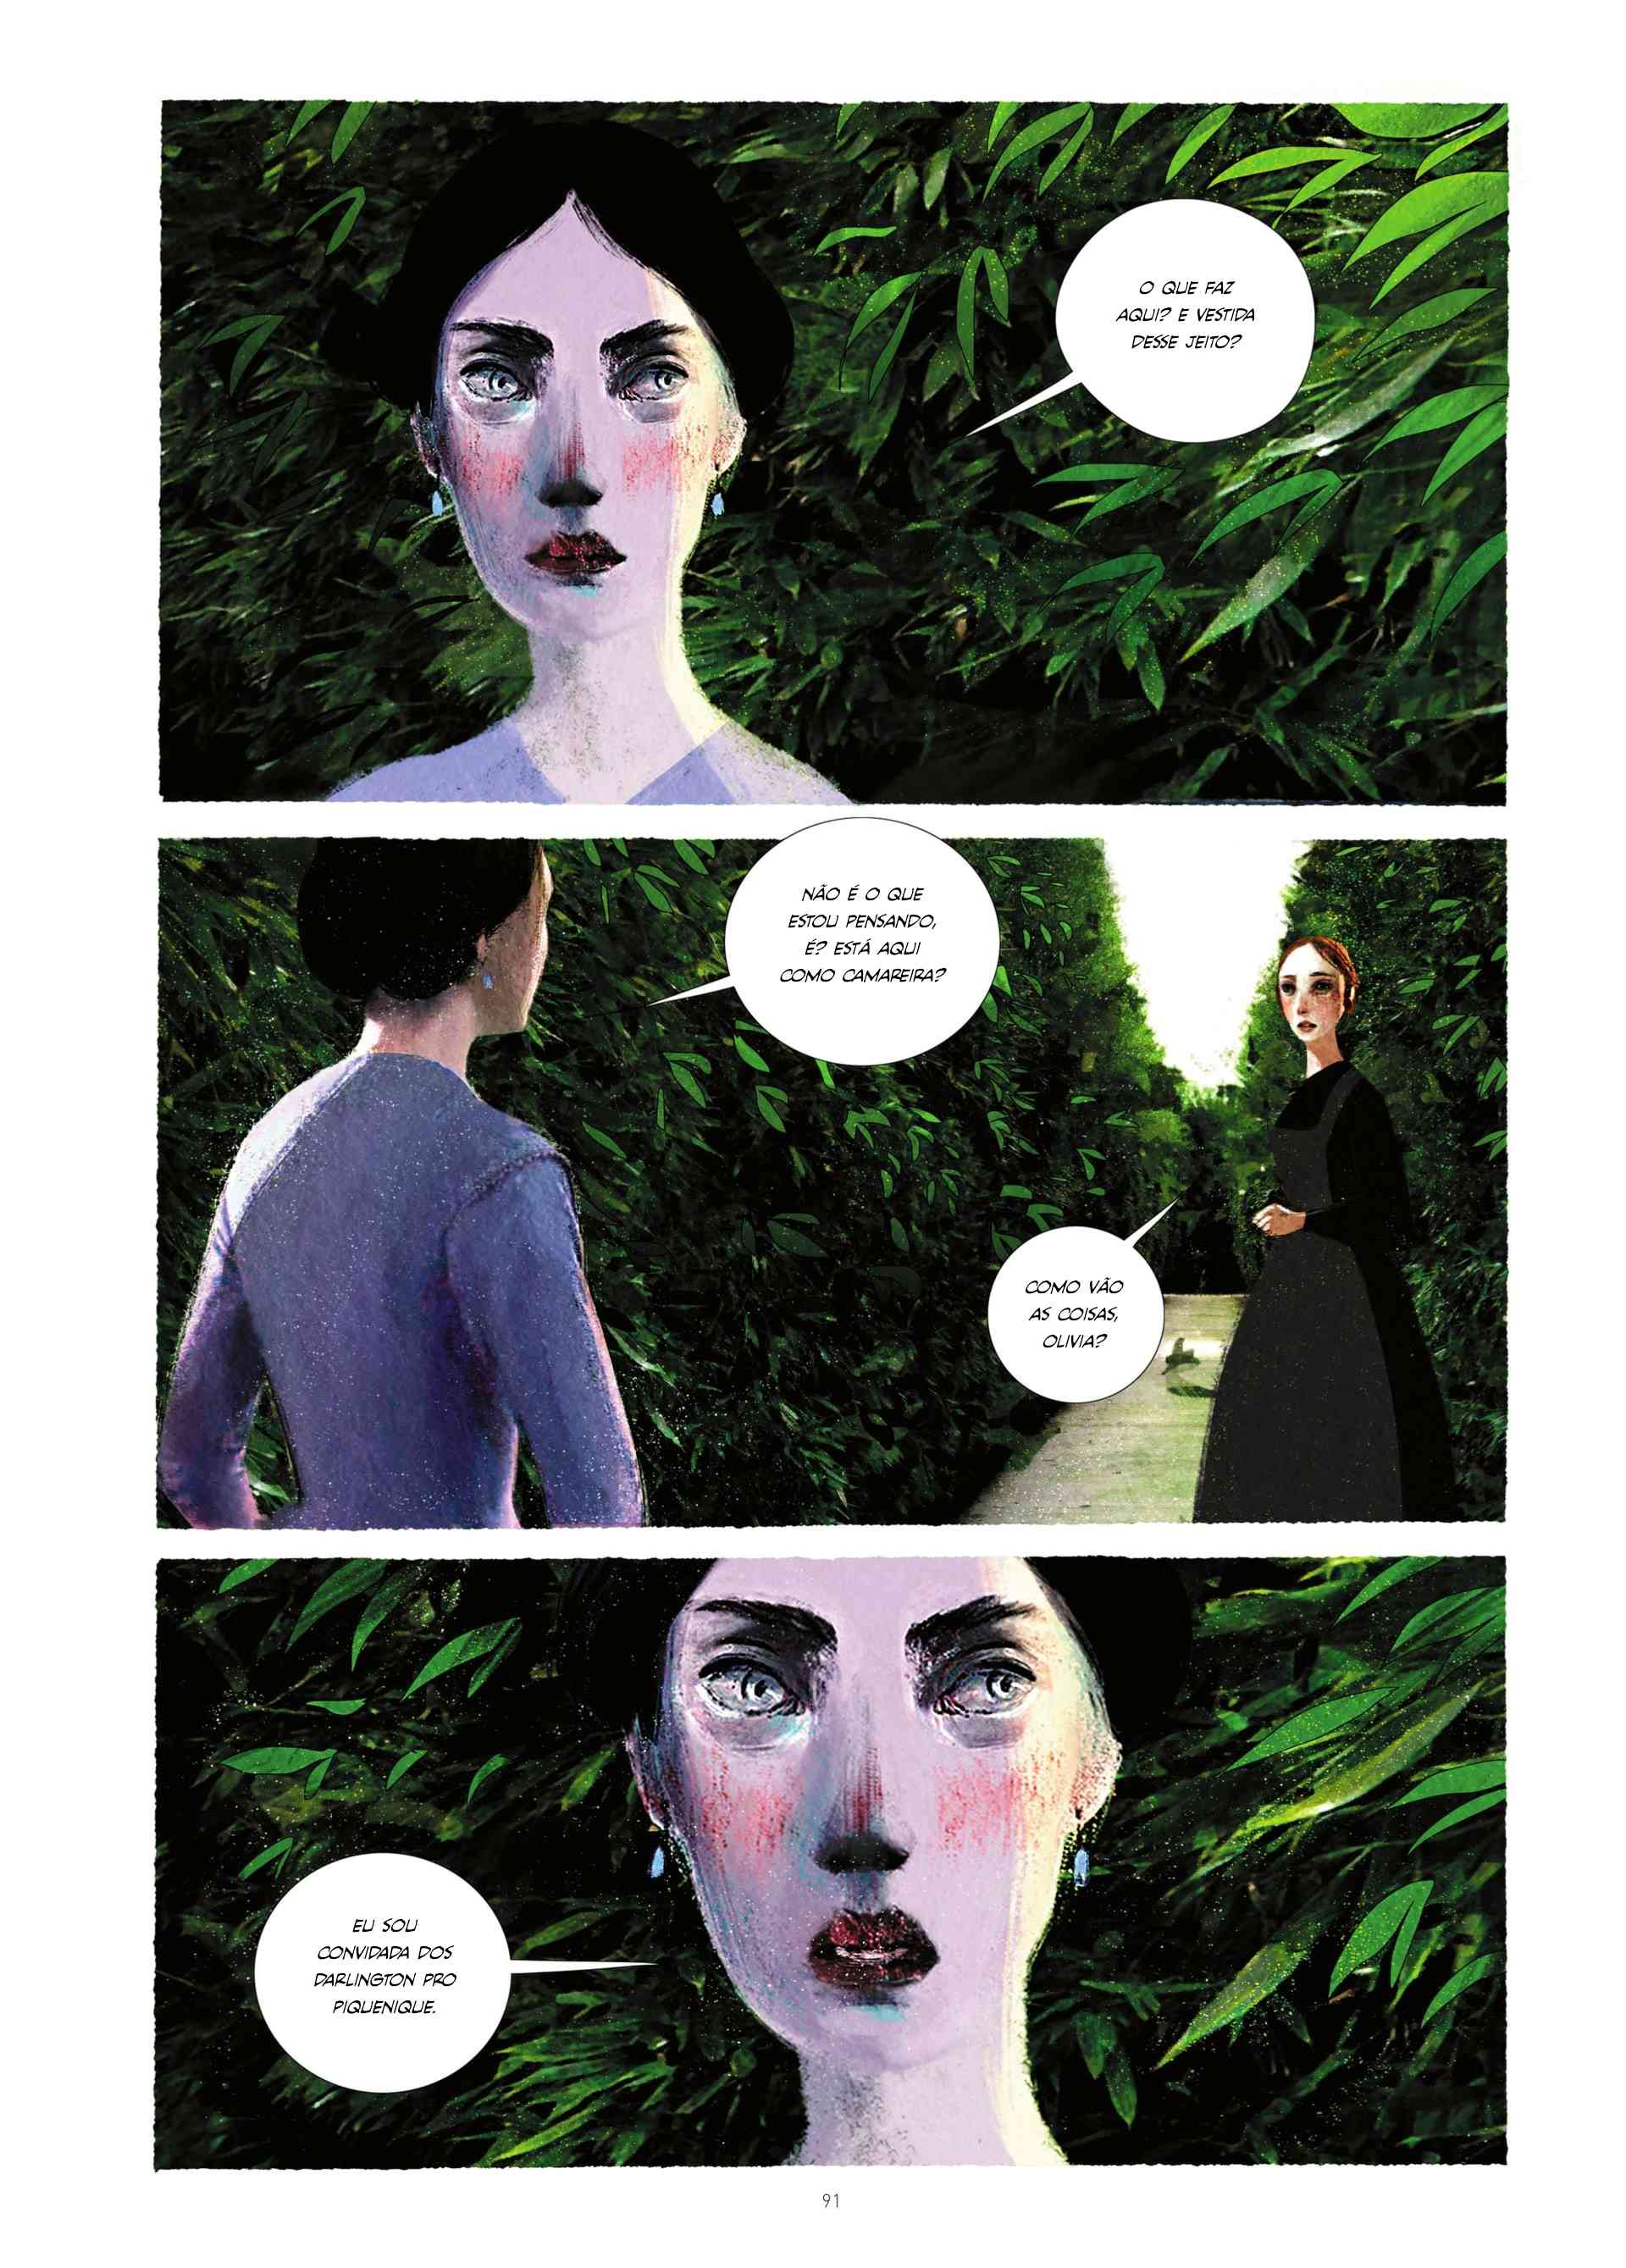 O QUE FAZ
AQUI? E VESTIDA
DESSE JEITO?
NÃO É O QUE
ESTOU PENSANDO,
É? ESTÁ AQUI
COMO CAMAREIRA?
COMO VÃO
AS COISAS,
OLIVIA?
EU SOU
CONVIDADA DOS
DARLINGTON PRO
PIQUENIQUE.
91